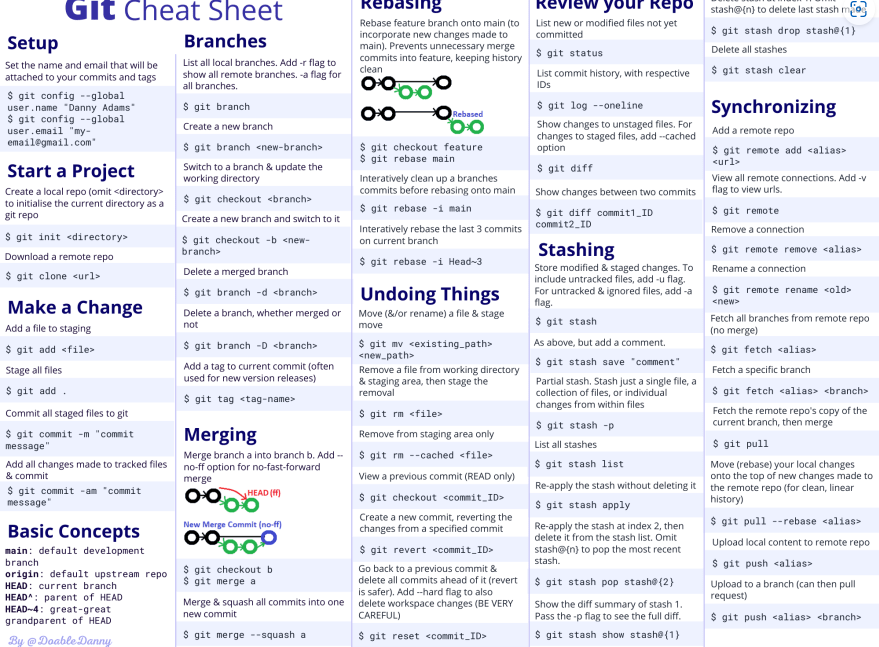 Git Cheat Sheet
Setup
Set the name and email that will be
attached to your commits and tags
$ git config --global
user.name "Danny Adams"
$ git config --global
user.email "my-
email@gmail.com"
Start a Project
Create a local repo (omit <directory>
to initialise the current directory as a
git repo
$ git init <directory>
Download a remote repo
$ git clone <url>
Make a Change
Add a file to staging
$ git add <file>
Stage all files
$ git add .
Commit all staged files to git
$ git commit -m "commit
message"
Add all changes made to tracked files
& commit
$ git commit -am "commit
message"
Basic Concepts
main: default development
branch
origin: default upstream repo
HEAD: current branch
HEAD^: parent of HEAD
HEAD~4: great-great
grandparent of HEAD
By @DoableDanny
Branches
List all local branches. Add -r flag to
show all remote branches. -a flag for
all branches.
$ git branch
Create a new branch
$ git branch <new-branch>
Switch to a branch & update the
working directory
$ git checkout <branch>
Create a new branch and switch to it
$ git checkout -b <new-
branch>
Delete a merged branch
$ git branch -d <branch>
Delete a branch, whether merged or
not
$ git branch -D <branch>
Add a tag to current commit (often
used for new version releases)
$ git tag <tag-name>
Merging
Merge branch a into branch b. Add --
no-ff option for no-fast-forward
merge
HEAD (ff)
New Merge Commit (no-ff)
$ git checkout b
$ git merge a
Merge & squash all commits into one
new commit
$ git merge --squash a
Rebasing
Rebase feature branch onto main (to
incorporate new changes made to
main). Prevents unnecessary merge
commits into feature, keeping history
clean
Rebased
$ git checkout feature
$ git rebase main
Interatively clean up a branches
commits before rebasing onto main
$ git rebase -i main
Interatively rebase the last 3 commits
on current branch
$ git rebase -i Head~3
Undoing Things
Move (&/or rename) a file & stage
move
$ git mv <existing_path>
<new_path>
Remove a file from working directory
& staging area, then stage the
removal
$ git rm <file>
Remove from staging area only
$ git rm --cached <file>
View a previous commit (READ only)
$ git checkout <commit_ID>
Create a new commit, reverting the
changes from a specified commit
$ git revert <commit_ID>
Go back to a previous commit &
delete all commits ahead of it (revert
is safer). Add --hard flag to also
delete workspace changes (BE VERY
CAREFUL)
$ git reset <commit_ID>
Review your Repo
List new or modified files not yet
committed
$ git status
List commit history, with respective
IDs
$ git log --oneline
Show changes to unstaged files. For
changes to staged files, add --cached
option
$ git diff
Show changes between two commits
$ git diff commit1_ID
commit2_ID
Stashing
Store modified & staged changes. To
include untracked files, add -u flag.
For untracked & ignored files, add -a
flag.
$ git stash
As above, but add a comment.
$ git stash save "comment"
Partial stash. Stash just a single file, a
collection of files, or individual
changes from within files
$ git stash -p
List all stashes
$ git stash list
Re-apply the stash without deleting it
$ git stash apply
Re-apply the stash at index 2, then
delete it from the stash list. Omit
stash@{n} to pop the most recent
stash.
$ git stash pop stash@{2}
Show the diff summary of stash 1.
Pass the -p flag to see the full diff.
$ git stash show stash@{1}
stash@{n} to delete last stash
$ git stash drop stash@{1}
Delete all stashes
$ git stash clear
Synchronizing
Add a remote repo
$ git remote add <alias>
<url>
View all remote connections. Add -v
flag to view urls.
$ git remote
Remove a connection
$ git remote remove <alias>
Rename a connection
$ git remote rename <old>
<new>
Fetch all branches from remote repo
(no merge)
$ git fetch <alias>
Fetch a specific branch
$ git fetch <alias> <branch>
Fetch the remote repo's copy of the
current branch, then merge
$ git pull
Move (rebase) your local changes
onto the top of new changes made to
the remote repo (for clean, linear
history)
$ git pull --rebase <alias>
Upload local content to remote repo
$ git push <alias>
Upload to a branch (can then pull
request)
$ git push <alias> <branch>